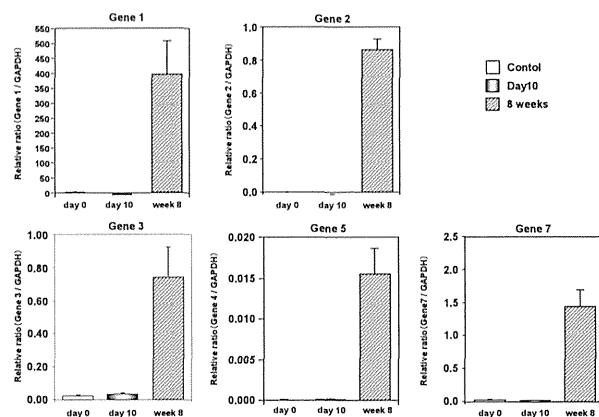 Gene 1
Relative ratio(Gene 1 / GAPDH)
550
500
450
400
350
300
250
200
150
100
50
0
day 0 day 10 week 8
Gene 2
Relative ratio(Gene 2 / GAPDH)
1.0
0.8
0.6
0.4
0.2
0.0
day 0 day 10 week 8
Contol
Day10
8 weeks
Gene 3
Relative ratio(Gene 3 / GAPDH)
1.00
0.80
0.60
0.40
0.20
0.00
day 0 day 10 week 8
Gene 5
Relative ratio(Gene 4 / GAPDH)
0.020
0.015
0.010
0.005
0.000
day 0 day 10 week 8
Gene 7
Relative ratio(Gene7 / GAPDH)
2.5
2.0
1.5
1.0
0.5
0.0
day 0 day 10 week 8